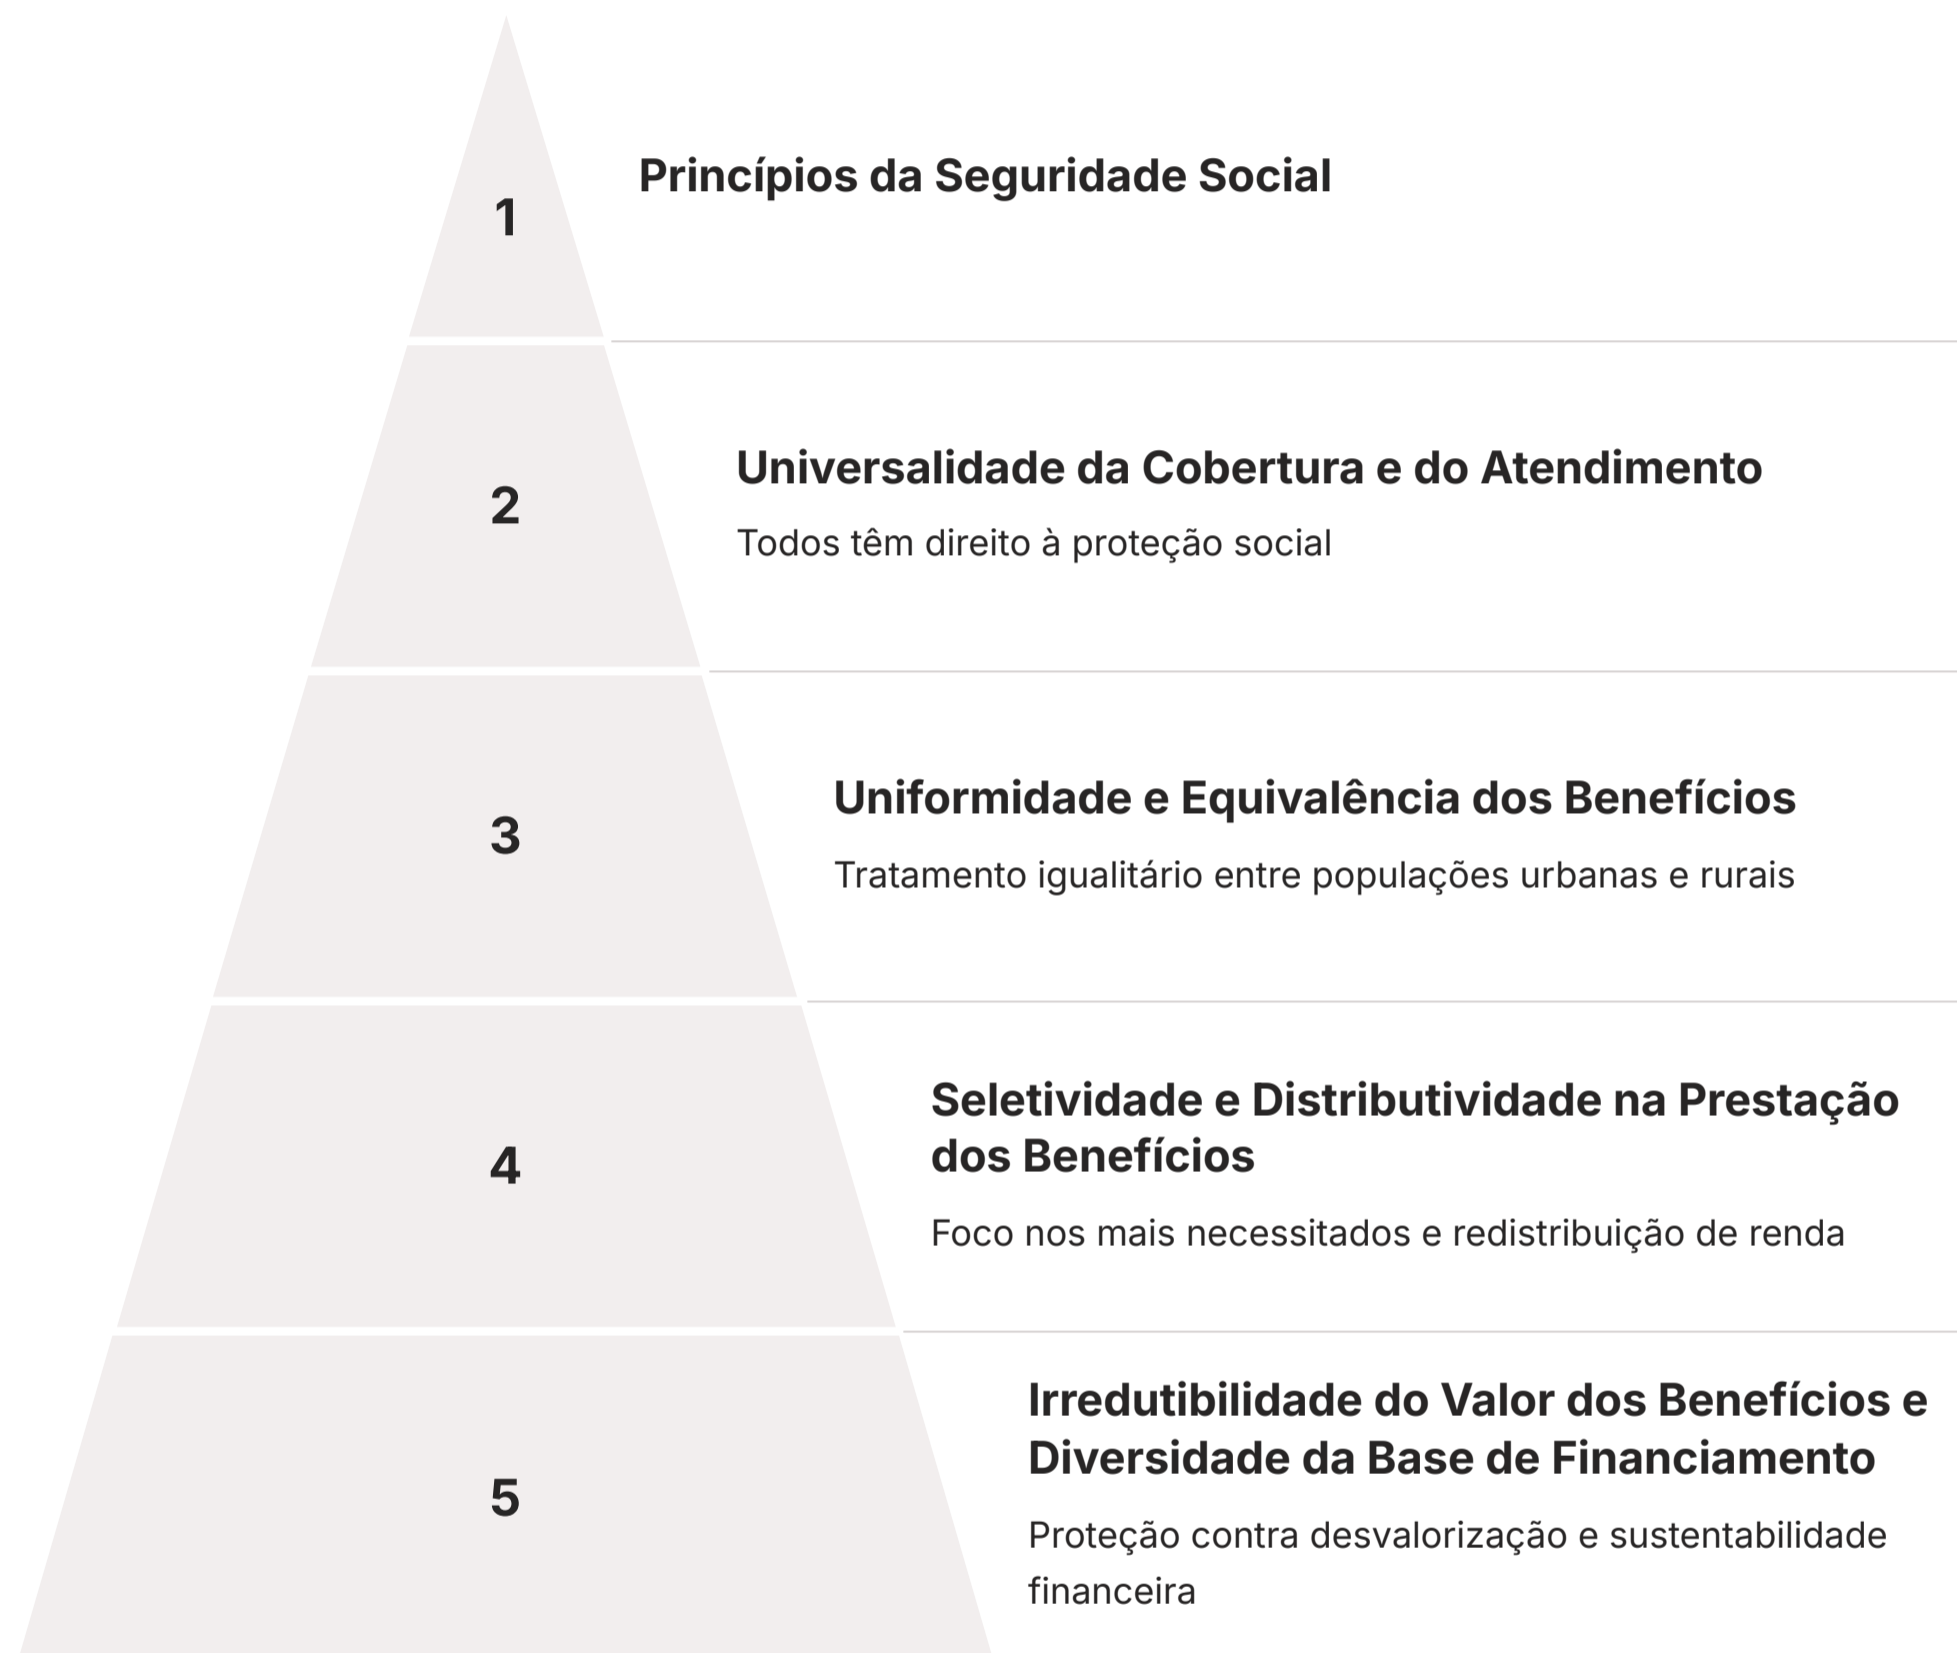 1
Princípios da Seguridade Social
2
Universalidade da Cobertura e do Atendimento
Todos têm direito à proteção social
3
Uniformidade e Equivalência dos Benefícios
Tratamento igualitário entre populações urbanas e rurais
4
Seletividade e Distributividade na Prestação
dos Benefícios
Foco nos mais necessitados e redistribuição de renda
5
Irredutibilidade do Valor dos Benefícios e
Diversidade da Base de Financiamento
Proteção contra desvalorização e sustentabilidade
financeira